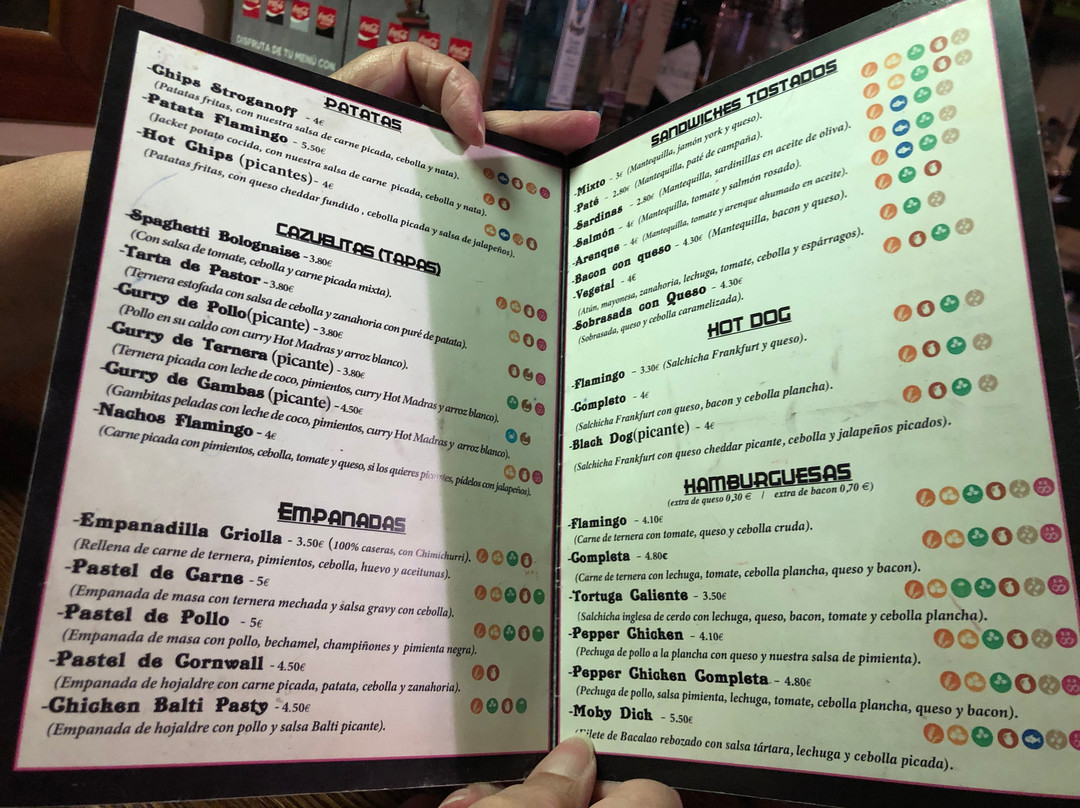 DISFRUTA DE TU MENÚ CON
PATATAS
-Chips Stroganoff - 4€
(Patatas fritas, con nuestra salsa de carne picada, cebolla y nata).
-Patata Flamingo - 5.50€
(Jacket potato cocida, con nuestra salsa de carne picada, cebolla y nata).
-Hot Chips (picantes)- 4€
(Patatas fritas, con queso cheddar fundido , cebolla picada y salsa de jalapeños).
CAZUELITAS (TAPAS)
-Spaghetti Bolognaise - 3.80€
(Con salsa de tomate, cebolla y carne picada mixta).
-Tarta de Pastor - 3.80€
(Ternera estofada con salsa de cebolla y zanahoria con puré de patata).
-Curry de Pollo(picante) - 3.80€
(Pollo en su caldo con curry Hot Madras y arroz blanco).
-Curry de Ternera (picante) - 3.80€
(Ternera picada con leche de coco, pimientos, curry Hot Madras y arroz blanco).
-Curry de Gambas (picante) - 4.50€
(Gambitas peladas con leche de coco, pimientos, curry Hot Madras y arroz blanco).
-Nachos Flamingo - 4€
(Carne picada con pimientos, cebolla, tomate y queso, si los quieres picantes, pídelos con jalapeños).
EMPANADAS
-Empanadilla Criolla - 3.50€ (100% caseras, con Chimichurri).
(Rellena de carne de ternera, pimientos, cebolla, huevo y aceitunas).
-Pastel de Carne - 5€
(Empanada de masa con ternera mechada y salsa gravy con cebolla).
-Pastel de Pollo - 5€
(Empanada de masa con pollo, bechamel, champiñones y pimienta negra).
-Pastel de Cornwall - 4.50€
(Empanada de hojaldre con carne picada, patata, cebolla y zanahoria).
-Chicken Balti Pasty - 4.50€
(Empanada de hojaldre con pollo y salsa Balti picante).
SANDWICHES TOSTADOS
-Mixto - 3€ (Mantequilla, jamón york y queso).
-Paté - 2.80€ (Mantequilla, paté de campaña).
-Sardinas - 2.80€ (Mantequilla, sardinillas en aceite de oliva).
-Salmón - 4€ (Mantequilla, tomate y salmón rosado).
-Arenque - 4€ (Mantequilla, tomate y arenque ahumado en aceite).
-Bacon con queso - 4.30€ (Mantequilla, bacon y queso).
-Vegetal - 4€
(Atún, mayonesa, zanahoria, lechuga, tomate, cebolla y espárragos).
-Sobrasada con Queso - 4.30€
(Sobrasada, queso y cebolla caramelizada).
HOT DOG
-Flamingo - 3.30€ (Salchicha Frankfurt y queso).
-Completo - 4€
(Salchicha Frankfurt con queso, bacon y cebolla plancha).
-Black Dog(picante) - 4€
(Salchicha Frankfurt con queso cheddar picante, cebolla y jalapeños picados).
HAMBURGUESAS
(extra de queso 0,30 € / extra de bacon 0,70 €)
-Flamingo - 4.10€
(Carne de ternera con tomate, queso y cebolla cruda).
-Completa - 4.80€
(Carne de ternera con lechuga, tomate, cebolla plancha, queso y bacon).
-Tortuga Caliente - 3.50€
(Salchicha inglesa de cerdo con lechuga, queso, bacon, tomate y cebolla plancha).
-Pepper Chicken - 4.10€
(Pechuga de pollo a la plancha con queso y nuestra salsa de pimienta).
-Pepper Chicken Completa - 4.80€
(Pechuga de pollo, salsa pimienta, lechuga, tomate, cebolla plancha, queso y bacon).
-Moby Dick - 5.50€
(Filete de Bacalao rebozado con salsa tártara, lechuga y cebolla picada).